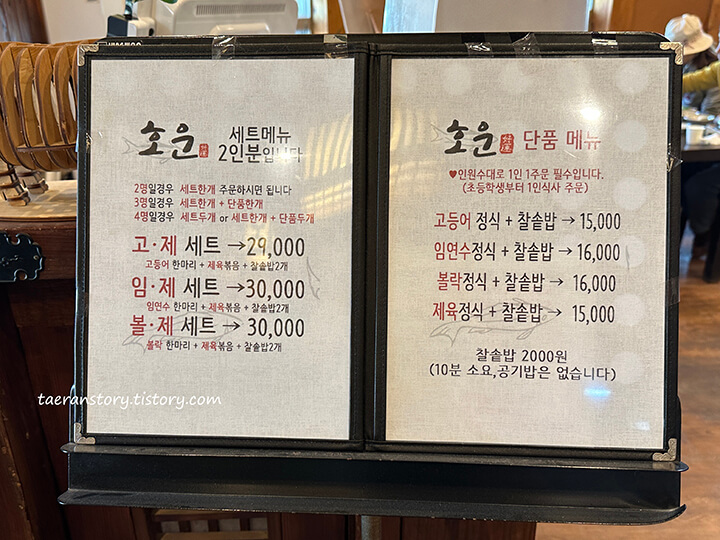 호운 세트메뉴
2인분입니다
2명일경우 세트한개 주문하시면 됩니다
3명일경우 세트한개 + 단품한개
4명일경우 세트두개 or 세트한개 + 단품두개
고·제 세트 → 29,000
고등어 한마리 + 제육볶음 + 찰솥밥2개
임·제 세트 → 30,000
임연수 한마리 + 제육볶음 + 찰솥밥2개
볼·제 세트 → 30,000
볼락 한마리 + 제육볶음 + 찰솥밥2개
taeranstory.tistory.com
호운 단품 메뉴
♥인원수대로 1인 1주문 필수입니다.
(초등학생부터 1인식사 주문)
고등어 정식 + 찰솥밥 → 15,000
임연수정식 + 찰솥밥 → 16,000
볼락정식 + 찰솥밥 → 16,000
제육정식 + 찰솥밥 → 15,000
찰솥밥 2000원
(10분 소요,공기밥은 없습니다)